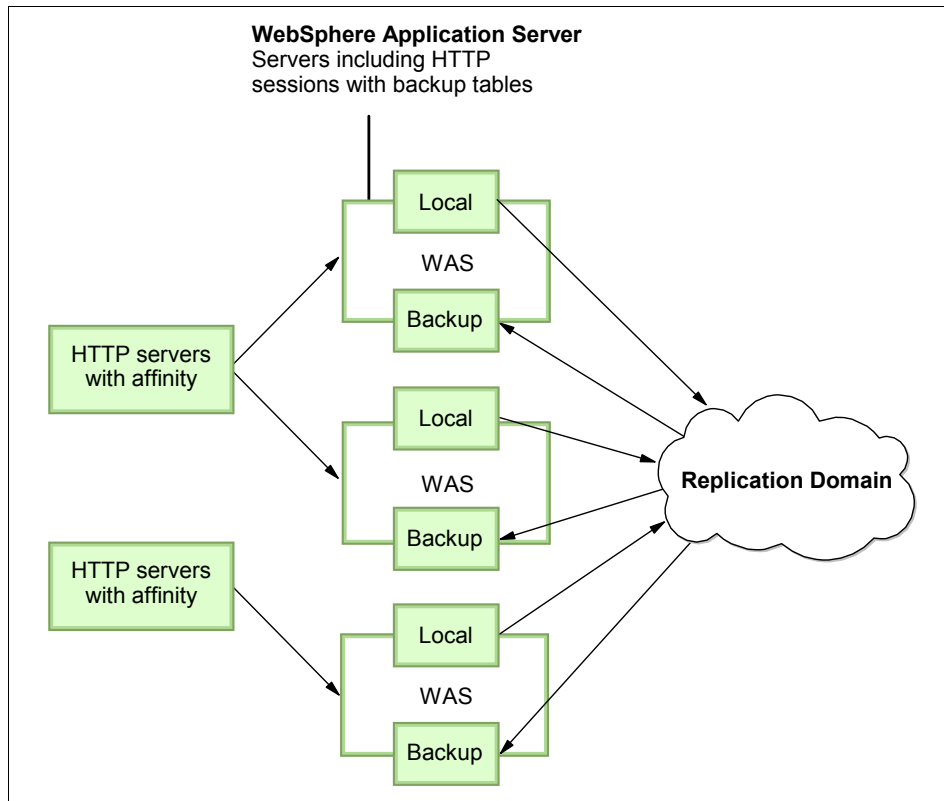 WebSphere Application Server
Servers including HTTP
sessions with backup tables
Local
WAS
Backup
HTTP servers
with affinity
Local
WAS
Backup
Replication Domain
HTTP servers
with affinity
Local
WAS
Backup